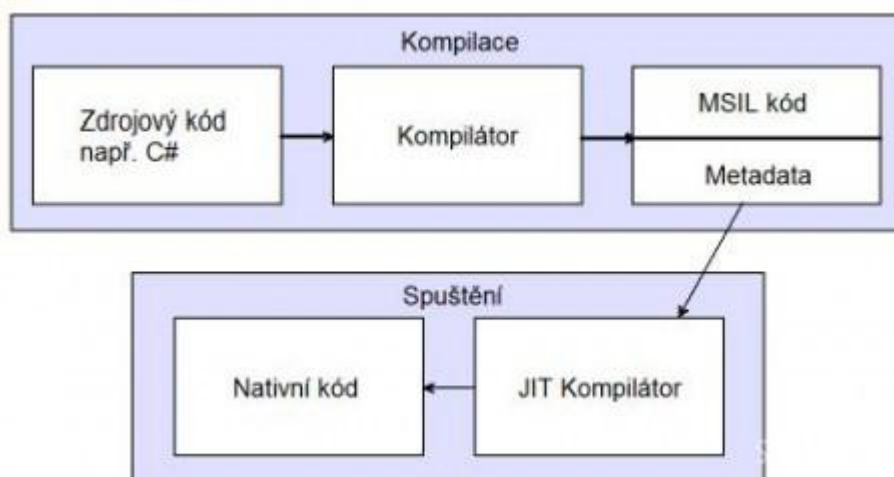 Kompilace
Zdrojový kód
např. C#
Kompilátor
MSIL kód
Metadata
Spuštění
Nativní kód
JIT Kompilátor